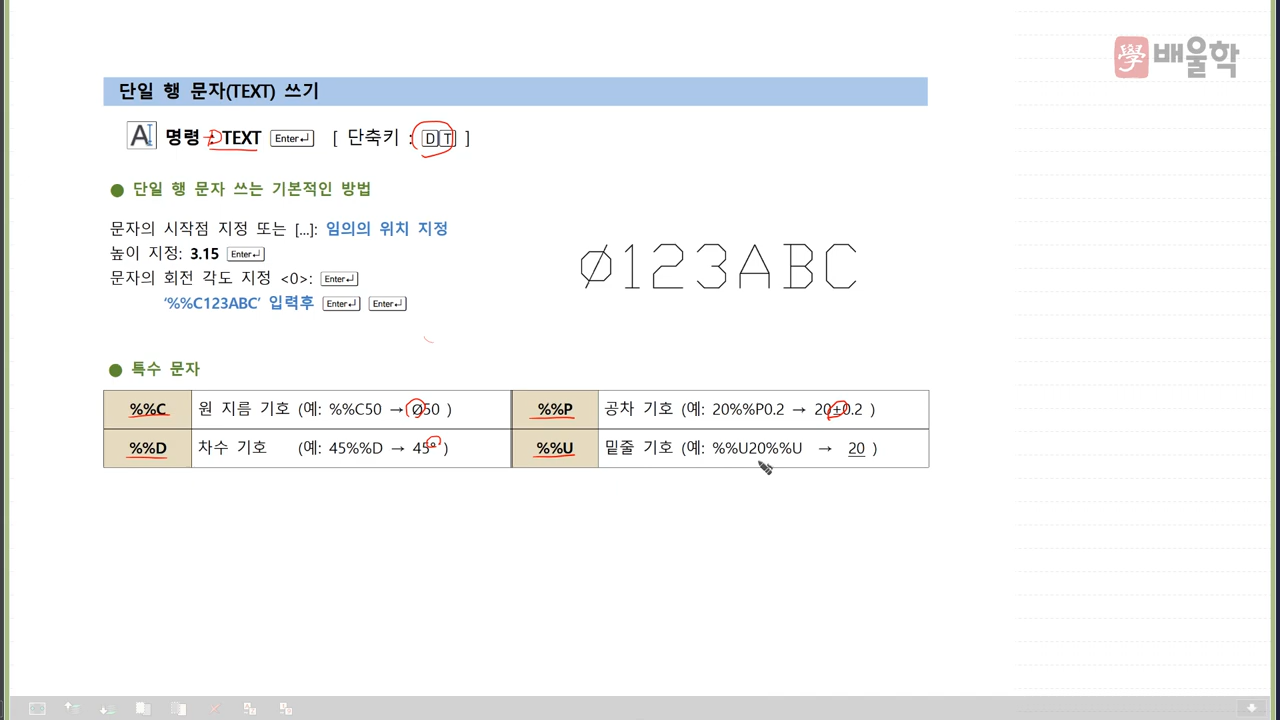 學 배울학
단일 행 문자(TEXT) 쓰기
A 명령 : DTEXT Enter↵ [ 단축키 : D T ]
● 단일 행 문자 쓰는 기본적인 방법
문자의 시작점 지정 또는 [...]: 임의의 위치 지정
높이 지정: 3.15 Enter↵
문자의 회전 각도 지정 <0>: Enter↵
‘%%C123ABC’ 입력후 Enter↵ Enter↵
Ø123ABC
● 특수 문자
%%C 원 지름 기호 (예: %%C50 → Ø50 ) %%P 공차 기호 (예: 20%%P0.2 → 20±0.2 )
%%D 차수 기호 (예: 45%%D → 45° ) %%U 밑줄 기호 (예: %%U20%%U → 20 )